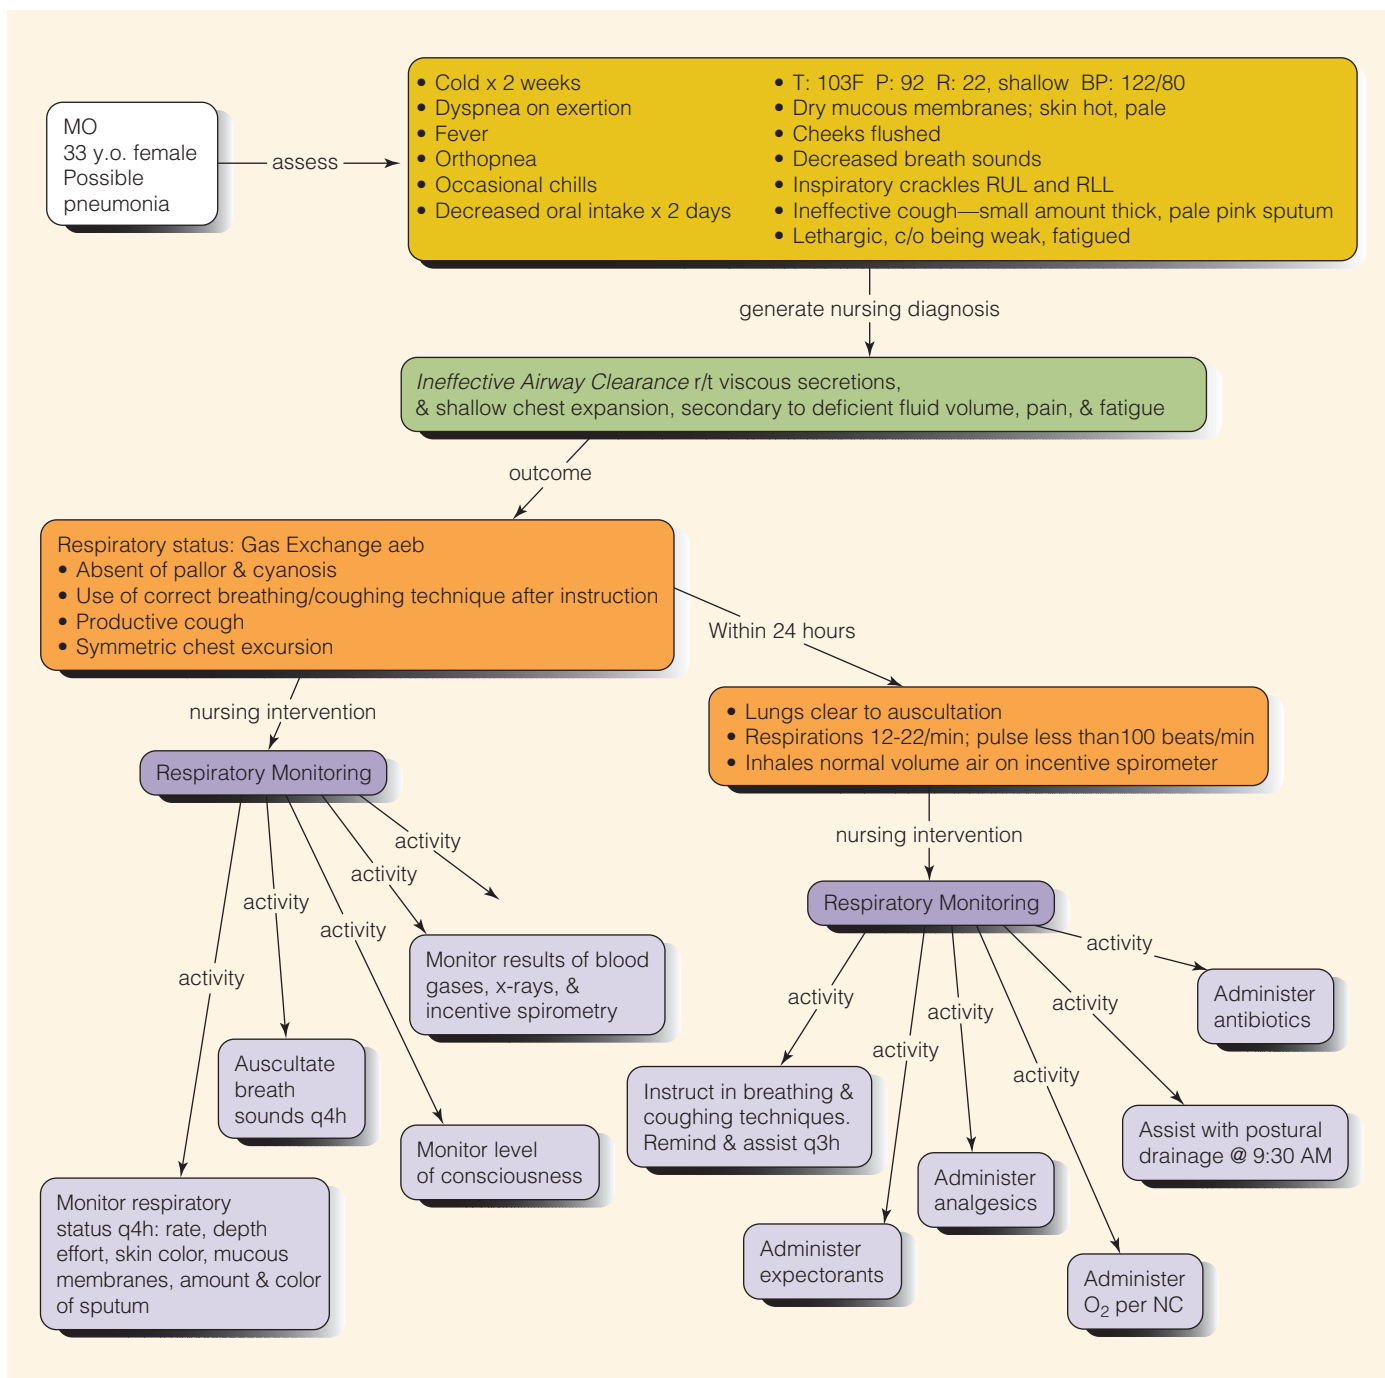 MO
33 y.o. female
Possible
pneumonia
assess
• Cold x 2 weeks
• Dyspnea on exertion
• Fever
• Orthopnea
• Occasional chills
• Decreased oral intake x 2 days
• T: 103F P: 92 R: 22, shallow BP: 122/80
• Dry mucous membranes; skin hot, pale
• Cheeks flushed
• Decreased breath sounds
• Inspiratory crackles RUL and RLL
• Ineffective cough—small amount thick, pale pink sputum
• Lethargic, c/o being weak, fatigued
generate nursing diagnosis
Ineffective Airway Clearance r/t viscous secretions,
& shallow chest expansion, secondary to deficient fluid volume, pain, & fatigue
outcome
Respiratory status: Gas Exchange aeb
• Absent of pallor & cyanosis
• Use of correct breathing/coughing technique after instruction
• Productive cough
• Symmetric chest excursion
Within 24 hours
• Lungs clear to auscultation
• Respirations 12-22/min; pulse less than100 beats/min
• Inhales normal volume air on incentive spirometer
nursing intervention
Respiratory Monitoring
activity
activity
activity
activity
activity
Monitor results of blood
gases, x-rays, &
incentive spirometry
Auscultate
breath
sounds q4h
Monitor level
of consciousness
Monitor respiratory
status q4h: rate, depth
effort, skin color, mucous
membranes, amount & color
of sputum
nursing intervention
Respiratory Monitoring
activity
activity
activity
activity
activity
activity
Administer
antibiotics
Instruct in breathing &
coughing techniques.
Remind & assist q3h
Assist with postural
drainage @ 9:30 AM
Administer
analgesics
Administer
expectorants
Administer
O₂ per NC